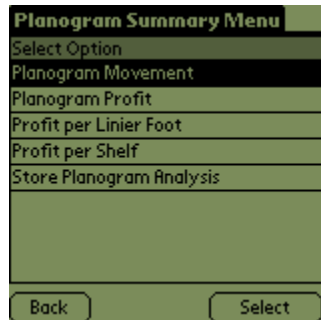 Planogram Summary Menu
Select Option
Planogram Movement
Planogram Profit
Profit per Linier Foot
Profit per Shelf
Store Planogram Analysis
Back
Select